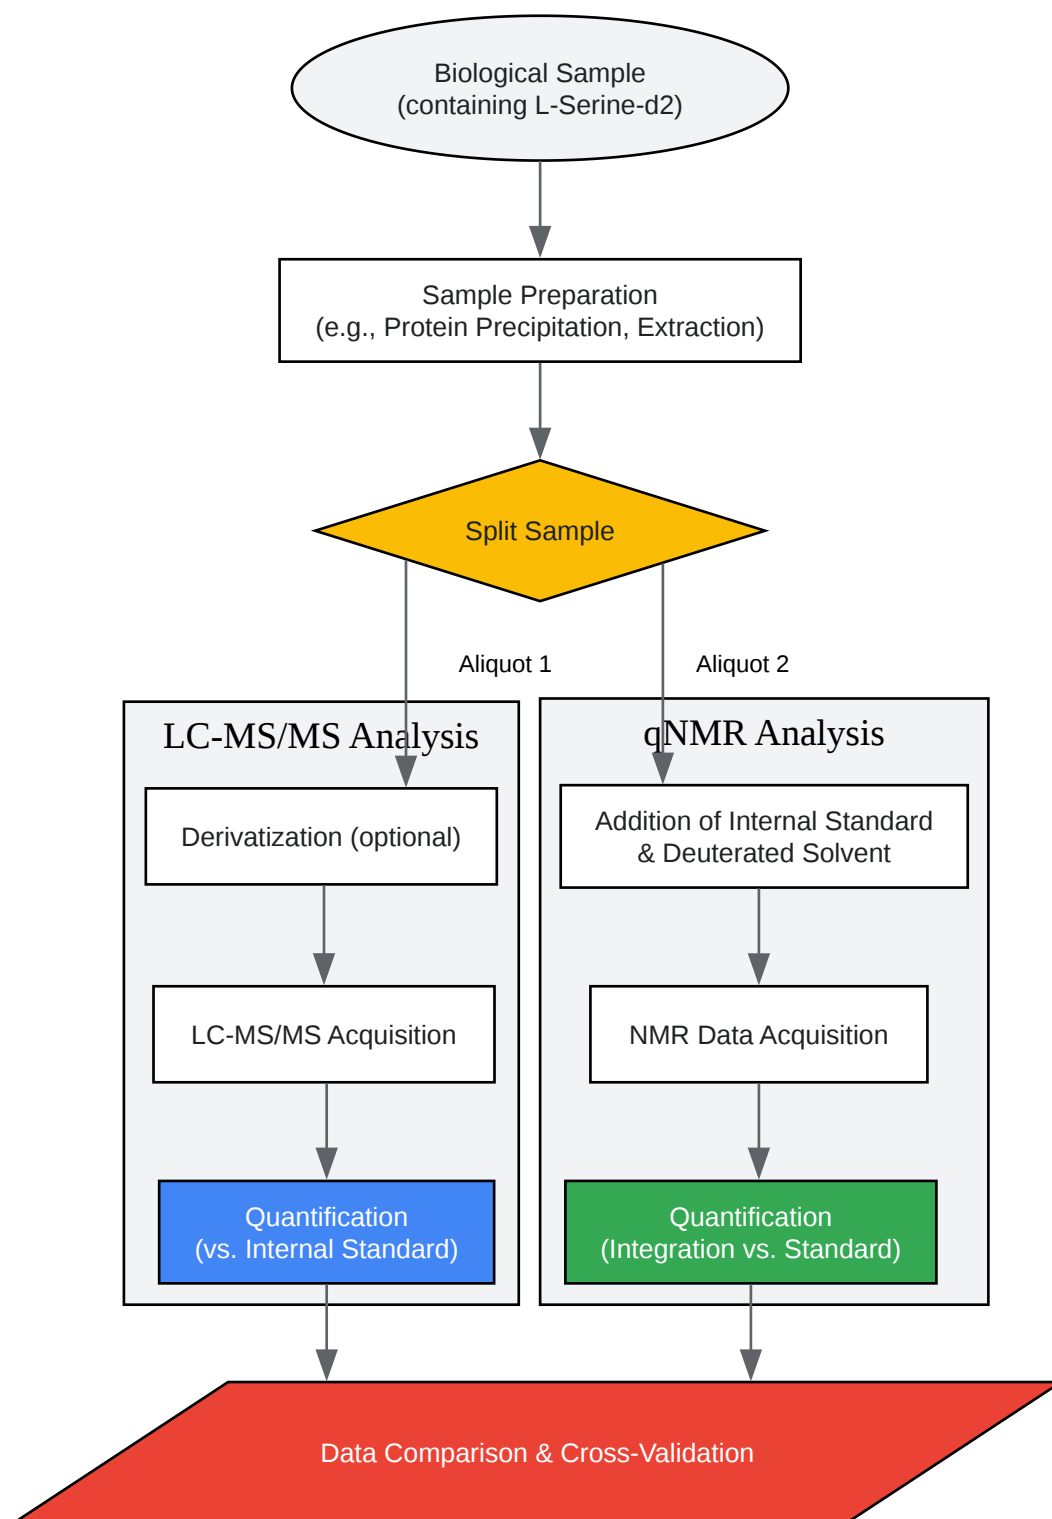 Biological Sample
(containing L-Serine-d2)
Sample Preparation
(e.g., Protein Precipitation, Extraction)
Split Sample
Aliquot 1
Aliquot 2
LC-MS/MS Analysis
Derivatization (optional)
LC-MS/MS Acquisition
Quantification
(vs. Internal Standard)
qNMR Analysis
Addition of Internal Standard
& Deuterated Solvent
NMR Data Acquisition
Quantification
(Integration vs. Standard)
Data Comparison & Cross-Validation